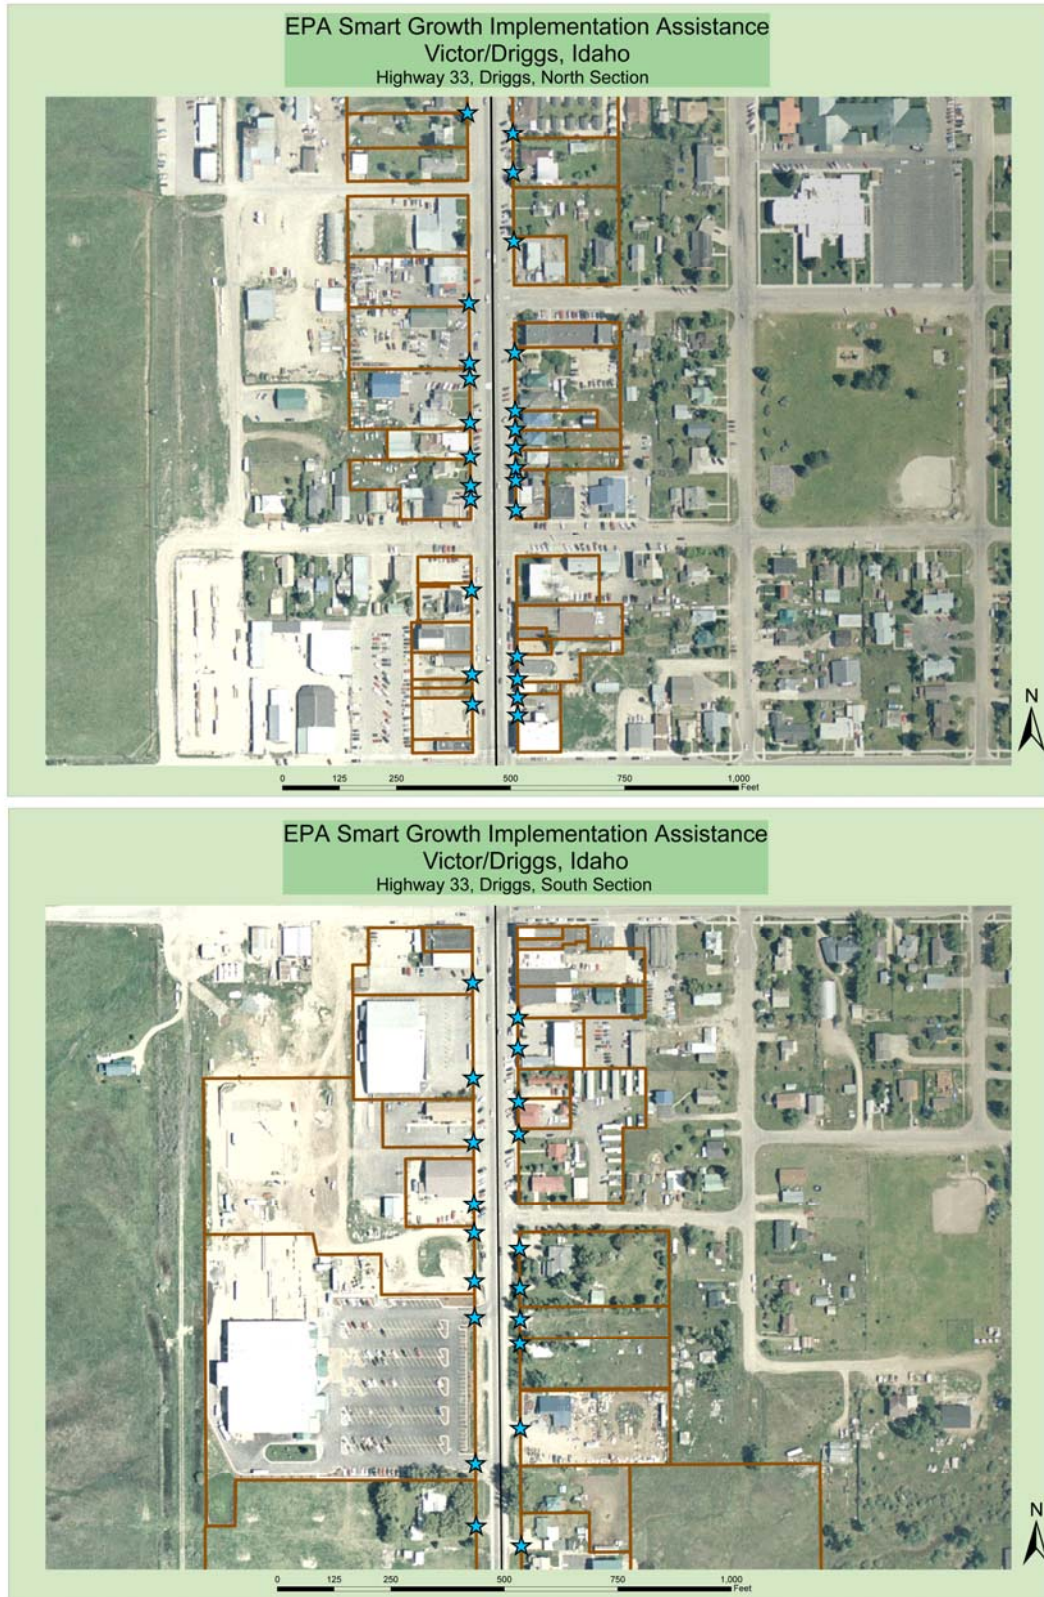 EPA Smart Growth Implementation Assistance
Victor/Driggs, Idaho
Highway 33, Driggs, North Section
N
0 125 250 500 750 1,000
Feet
EPA Smart Growth Implementation Assistance
Victor/Driggs, Idaho
Highway 33, Driggs, South Section
N
0 125 250 500 750 1,000
Feet